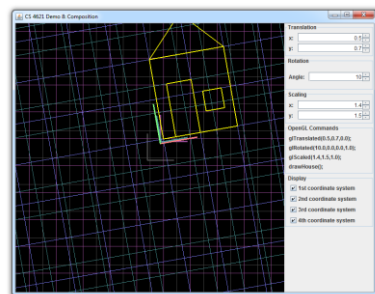 CS 4621 Demo 8: Composition
Translation
x: 0.5
y: 0.7
Rotation
Angle: 10
Scaling
x: 1.4
y: 1.5
OpenGL Commands
glTranslated(0.5,0.7,0.0);
glRotated(10.0,0.0,0.0,1.0);
glScaled(1.4,1.5,1.0);
drawHouse();
Display
1st coordinate system
2nd coordinate system
3rd coordinate system
4th coordinate system